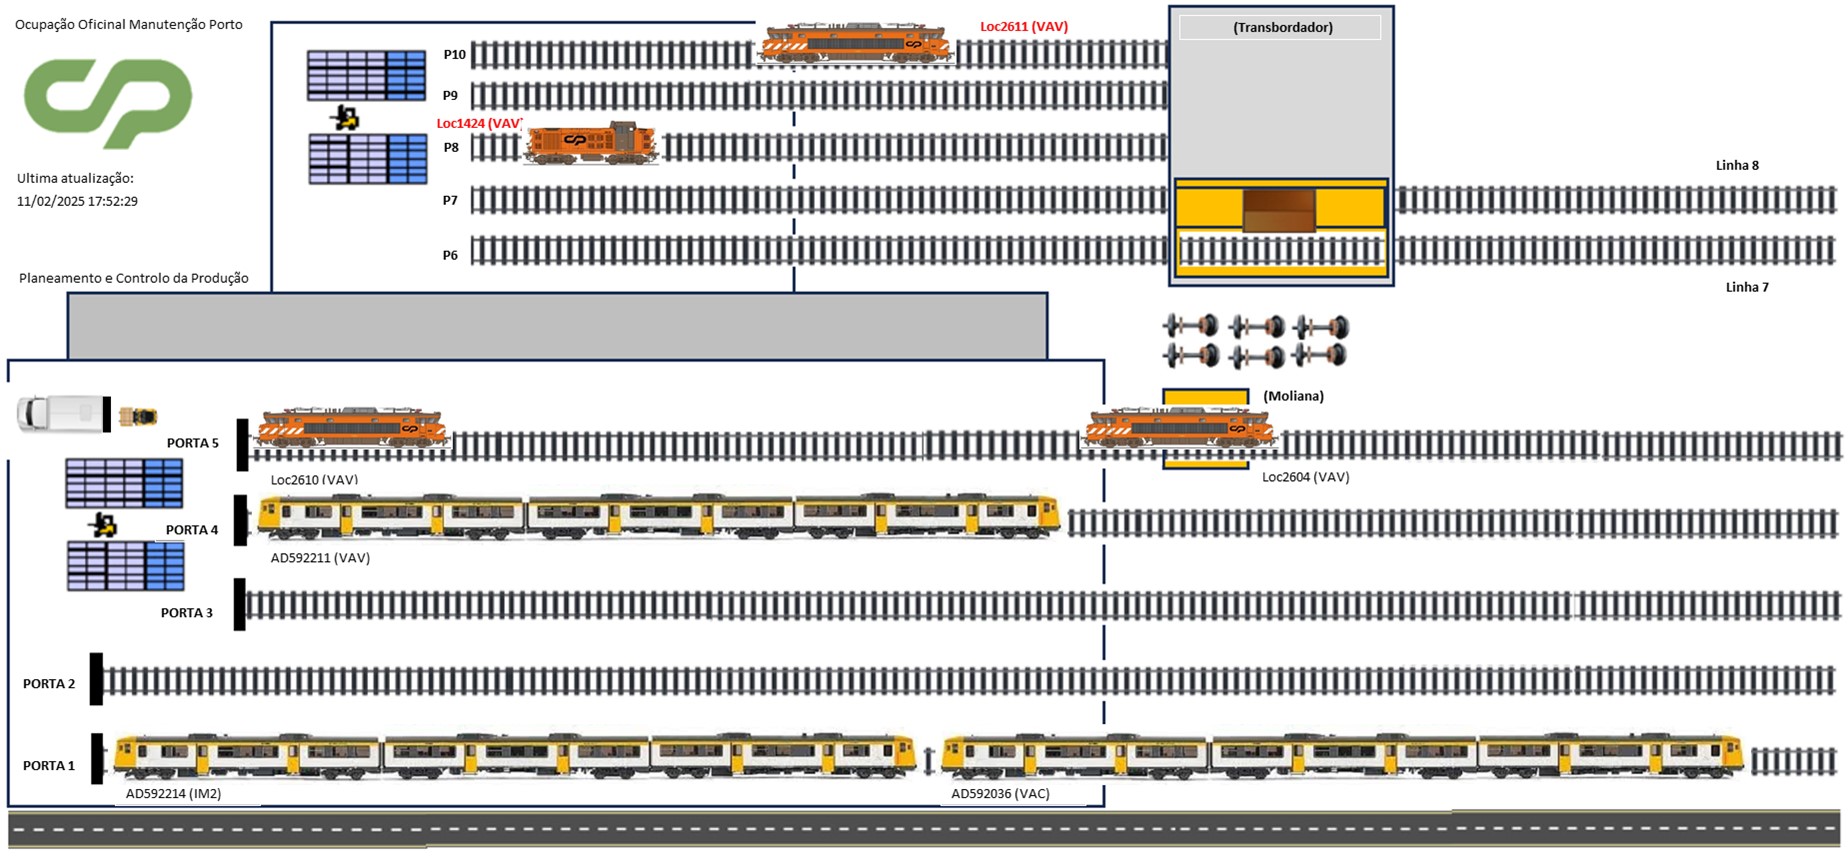 Ocupação Oficinal Manutenção Porto
Loc2611 (VAV)
(Transbordador)
P10
P9
Loc1424 (VAV)
P8
Ultima atualização:
11/02/2025 17:52:29
P7
Linha 8
P6
Planeamento e Controlo da Produção
Linha 7
(Moliana)
PORTA 5
Loc2610 (VAV)
Loc2604 (VAV)
PORTA 4
AD592211 (VAV)
PORTA 3
PORTA 2
PORTA 1
AD592214 (IM2)
AD592036 (VAC)